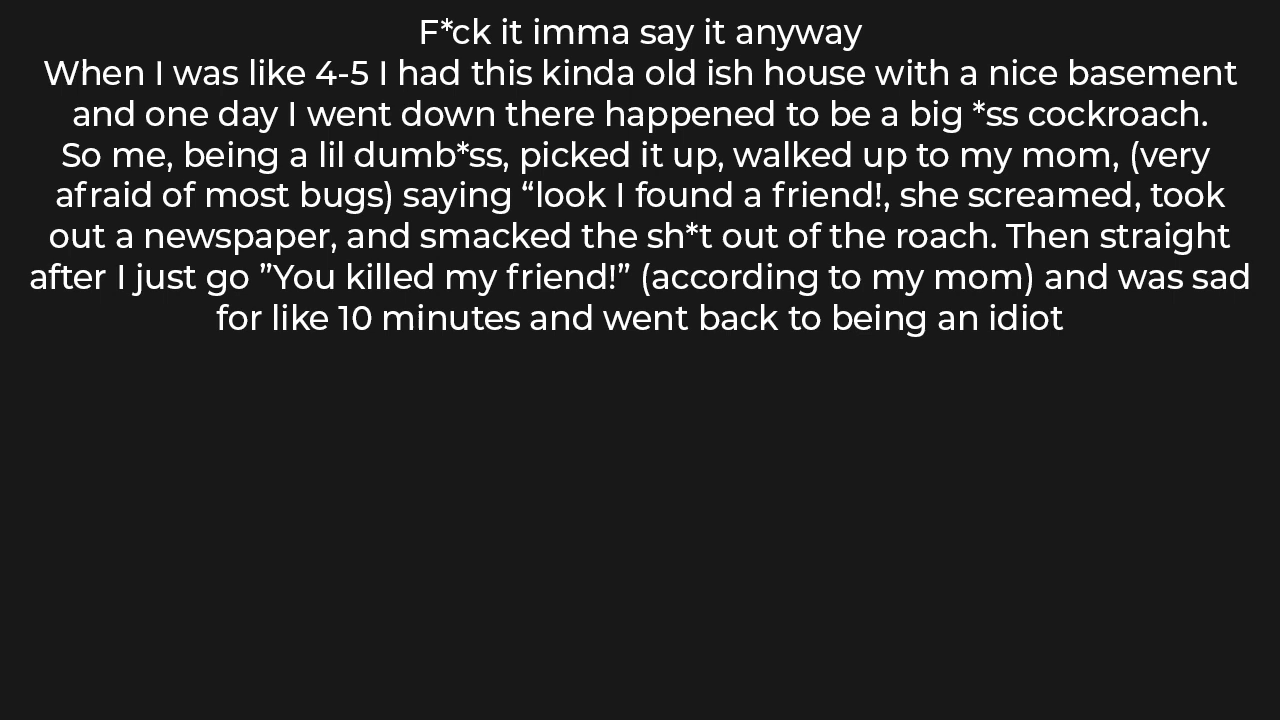 F*ck it imma say it anyway
When I was like 4-5 I had this kinda old ish house with a nice basement
and one day I went down there happened to be a big *ss cockroach.
So me, being a lil dumb*ss, picked it up, walked up to my mom, (very
afraid of most bugs) saying “look I found a friend!, she screamed, took
out a newspaper, and smacked the sh*t out of the roach. Then straight
after I just go ”You killed my friend!” (according to my mom) and was sad
for like 10 minutes and went back to being an idiot